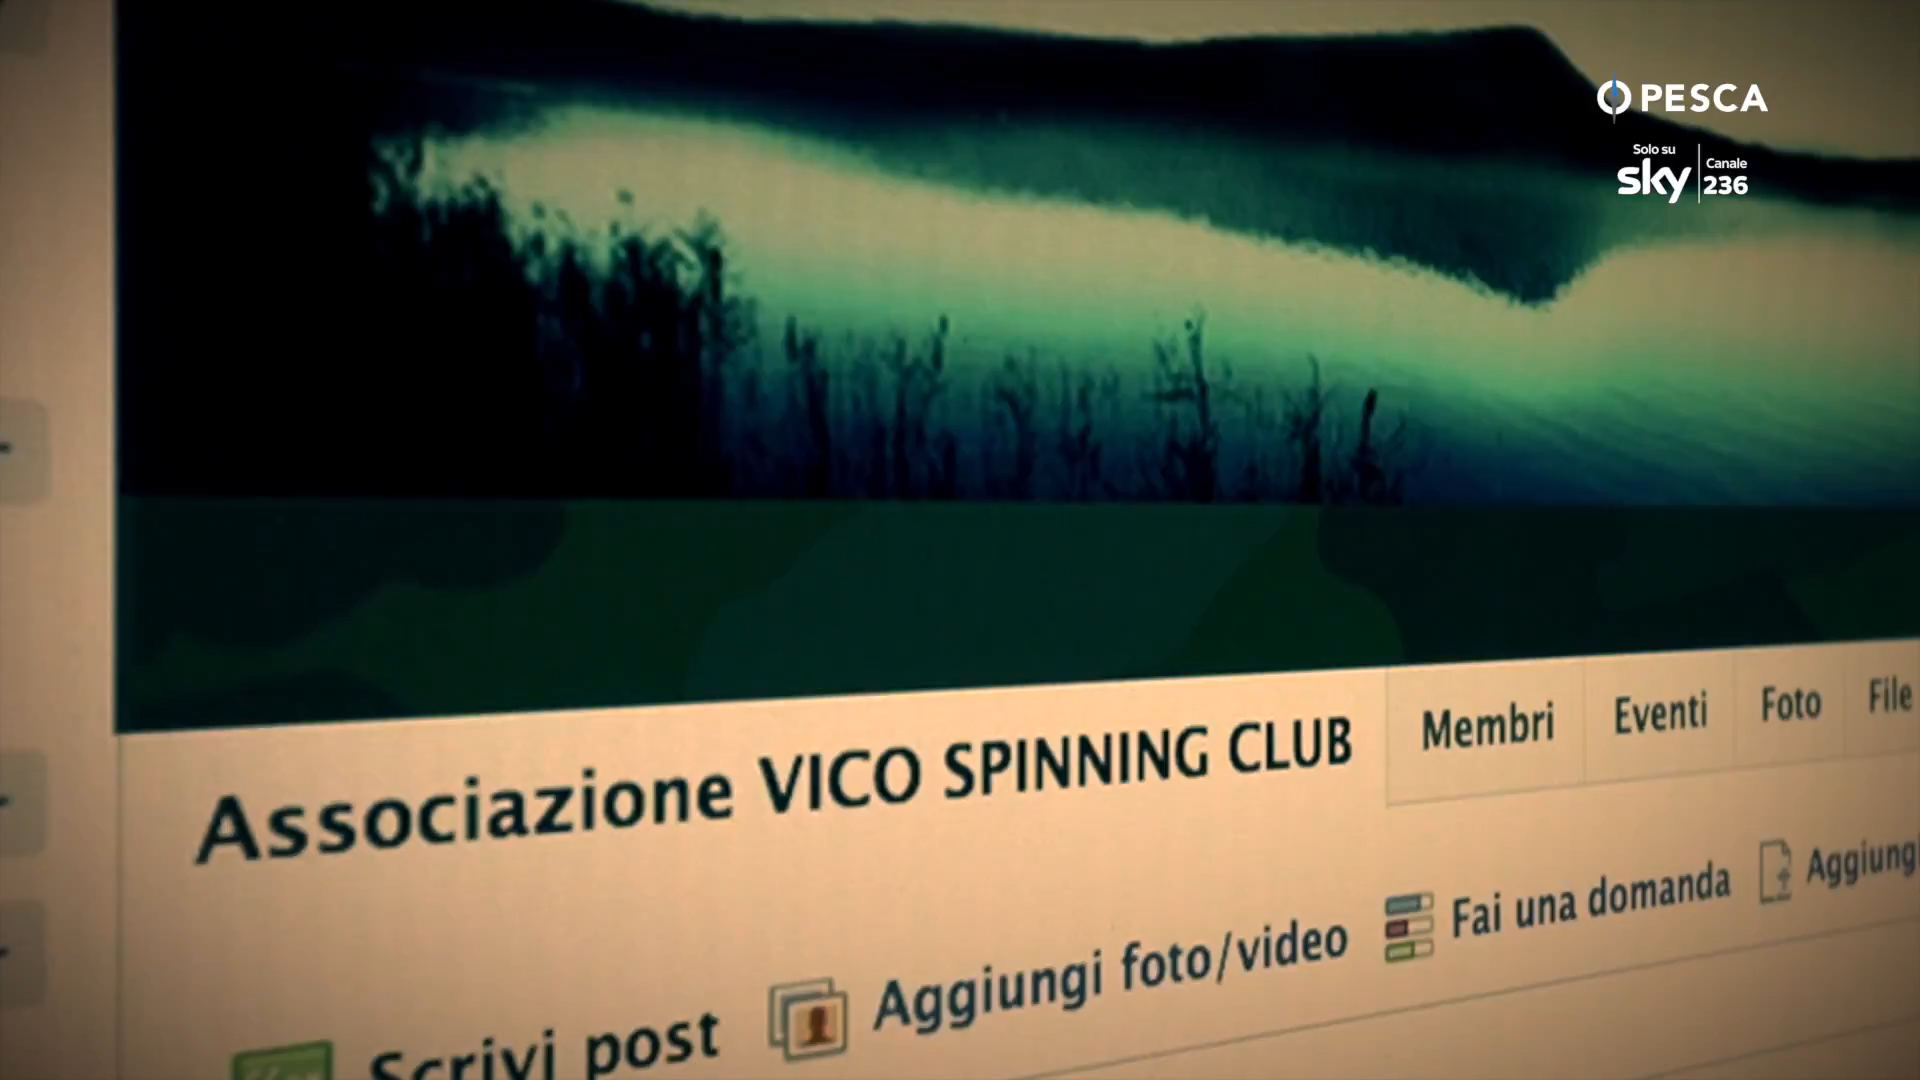 PESCA
Solo su
sky
Canale
236
Associazione VICO SPINNING CLUB
Membri
Eventi
Foto
File
Scrivi post
Aggiungi foto/video
Fai una domanda
Aggiungi